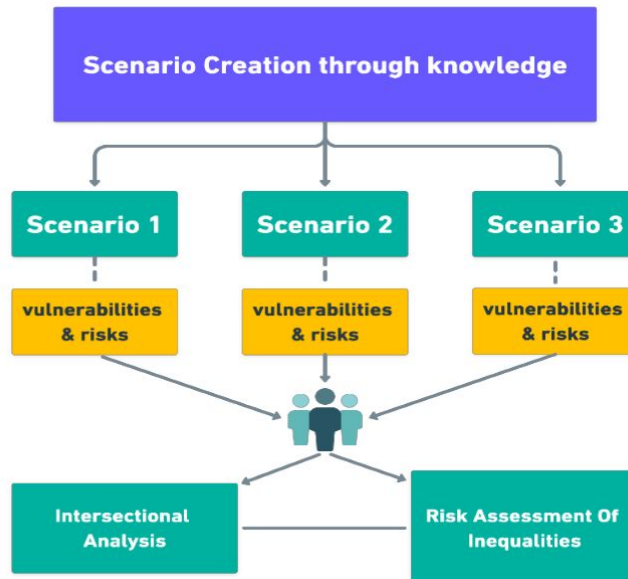 Scenario Creation through knowledge
Scenario 1
Scenario 2
Scenario 3
vulnerabilities
& risks
vulnerabilities
& risks
vulnerabilities
& risks
Intersectional
Analysis
Risk Assessment Of
Inequalities